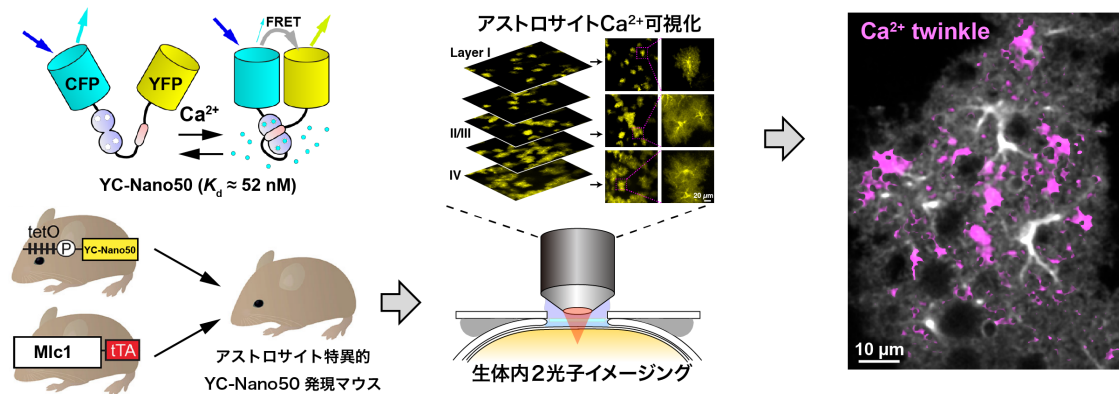 FRET
CFP
YFP
Ca²⁺
YC-Nano50 (Kd ≈ 52 nM)
tetO
P
YC-Nano50
Mlc1
tTA
アストロサイト特異的
YC-Nano50 発現マウス
アストロサイトCa²⁺可視化
Layer I
II/III
IV
20 µm
生体内2光子イメージング
Ca²⁺ twinkle
10 µm